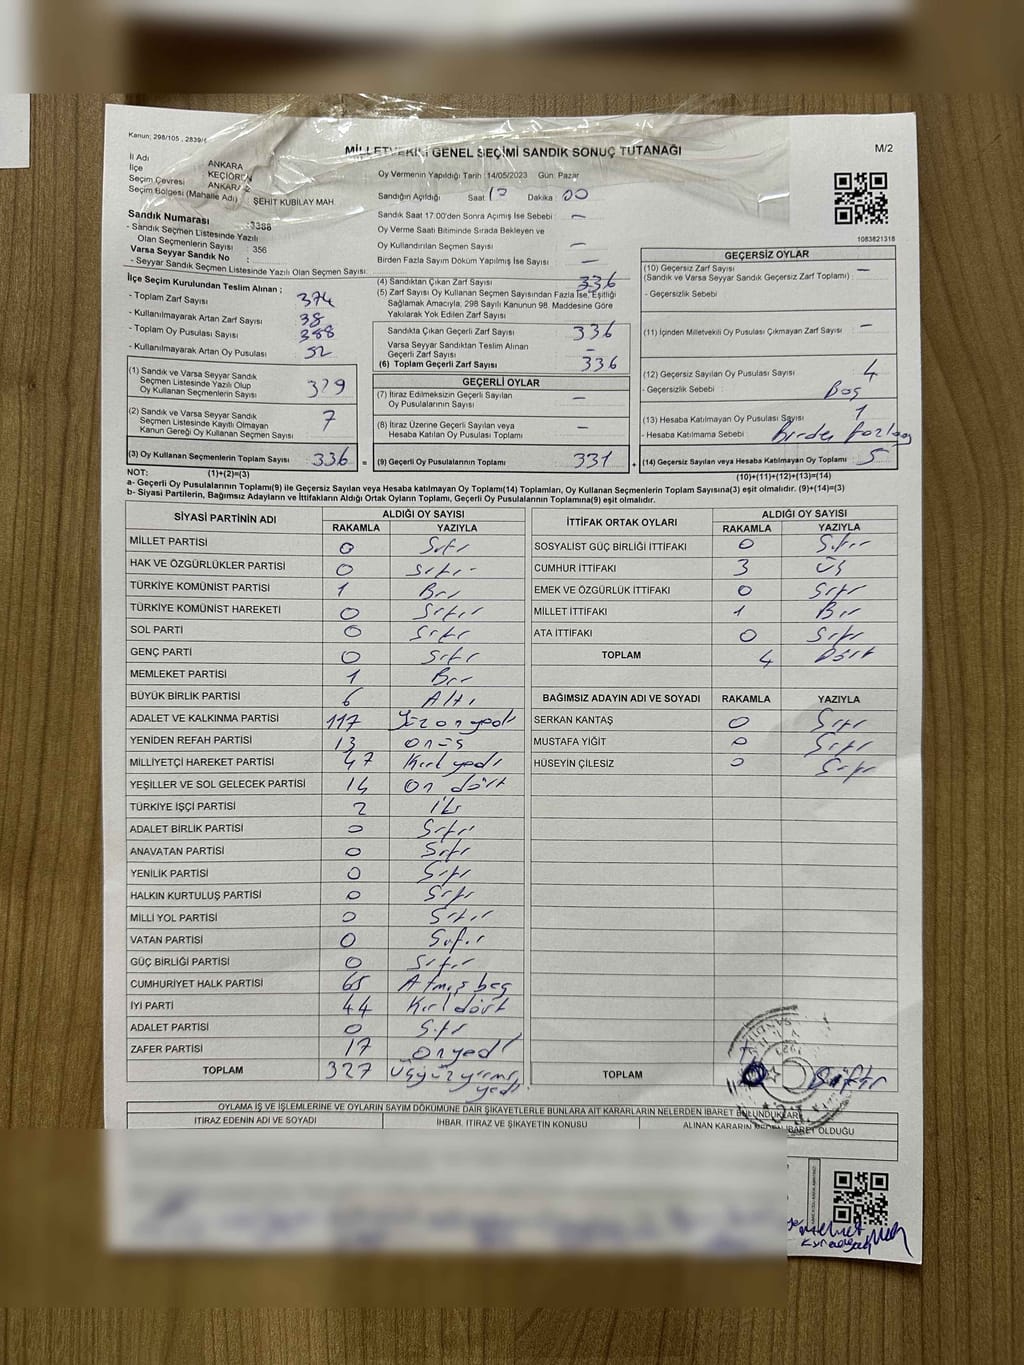 Kanun; 298/105 , 2839/
MİLLETVEKİLİ GENEL SEÇİMİ SANDIK SONUÇ TUTANAĞI
M/2
İl Adı ANKARA
İlçe KEÇİÖREN
Seçim Çevresi ANKARA 2
Seçim Bölgesi (Mahalle Adı) ŞEHİT KUBİLAY MAH.
Oy Vermenin Yapıldığı Tarih :14/05/2023 Gün: Pazar
Sandığın Açıldığı Saat 17 Dakika 00
Sandık Saat 17:00'den Sonra Açımış İse Sebebi : -
Oy Verme Saati Bitiminde Sırada Bekleyen ve
Oy Kullandırılan Seçmen Sayısı : -
Birden Fazla Sayım Döküm Yapılmış İse Sayısı : -
1083821318
Sandık Numarası :3388
- Sandık Seçmen Listesinde Yazılı
Olan Seçmenlerin Sayısı : 356
Varsa Seyyar Sandık No :
- Seyyar Sandık Seçmen Listesinde Yazılı Olan Seçmen Sayısı:
İlçe Seçim Kurulundan Teslim Alınan ;
- Toplam Zarf Sayısı 374
- Kullanılmayarak Artan Zarf Sayısı 38
- Toplam Oy Pusulası Sayısı 388
- Kullanılmayarak Artan Oy Pusulası 52
(1) Sandık ve Varsa Seyyar Sandık
Seçmen Listesinde Yazılı Olup
Oy Kullanan Seçmenlerin Sayısı 329
(2) Sandık ve Varsa Seyyar Sandık
Seçmen Listesinde Kayıtlı Olmayan
Kanun Gereği Oy Kullanan Seçmen Sayısı 7
(3) Oy Kullanan Seçmenlerin Toplam Sayısı 336 =
(4) Sandıktan Çıkan Zarf Sayısı 336
(5) Zarf Sayısı Oy Kullanan Seçmen Sayısından Fazla İse, Eşitliği
Sağlamak Amacıyla, 298 Sayılı Kanunun 98. Maddesine Göre
Yakılarak Yok Edilen Zarf Sayısı
Sandıkta Çıkan Geçerli Zarf Sayısı 336
Varsa Seyyar Sandıktan Teslim Alınan
Geçerli Zarf Sayısı -
(6) Toplam Geçerli Zarf Sayısı 336
GEÇERLİ OYLAR
(7) İtiraz Edilmeksizin Geçerli Sayılan
Oy Pusulalarının Sayısı -
(8) İtiraz Üzerine Geçerli Sayılan veya
Hesaba Katılan Oy Pusulaları Toplamı -
(9) Geçerli Oy Pusulalarının Toplamı 331 +
GEÇERSİZ OYLAR
(10) Geçersiz Zarf Sayısı
(Sandık ve Varsa Seyyar Sandık Geçersiz Zarf Toplamı) : -
- Geçersizlik Sebebi :
(11) İçinden Milletvekili Oy Pusulası Çıkmayan Zarf Sayısı : -
(12) Geçersiz Sayılan Oy Pusulası Sayısı : 4
- Geçersizlik Sebebi : Boş
(13) Hesaba Katılmayan Oy Pusulası Sayısı : 1
- Hesaba Katılmama Sebebi : Birden fazla oy
(14) Geçersiz Sayılan veya Hesaba Katılmayan Oy Toplamı : 5
(10)+(11)+(12)+(13)=(14)
NOT: (1)+(2)=(3)
a- Geçerli Oy Pusulaları Toplamı(9) ile Geçersiz Sayılan veya Hesaba Katılmayan Oy Toplamı(14) Toplamları, Oy Kullanan Seçmenlerin Toplam Sayısına(3) eşit olmalıdır. (9)+(14)=(3)
b- Siyasi Partilerin, Bağımsız Adayların ve İttifakların Aldığı Ortak Oyların Toplamı, Geçerli Oy Pusulalarının Toplamına(9) eşit olmalıdır.
SİYASİ PARTİNİN ADI ALDIĞI OY SAYISI
RAKAMLA YAZIYLA
MİLLET PARTİSİ 0 Sıfır
HAK VE ÖZGÜRLÜKLER PARTİSİ 0 Sıfır
TÜRKİYE KOMÜNİST PARTİSİ 1 Bir
TÜRKİYE KOMÜNİST HAREKETİ 0 Sıfır
SOL PARTİ 0 Sıfır
GENÇ PARTİ 0 Sıfır
MEMLEKET PARTİSİ 1 Bir
BÜYÜK BİRLİK PARTİSİ 6 Altı
ADALET VE KALKINMA PARTİSİ 117 Yüz on yedi
YENİDEN REFAH PARTİSİ 13 on üç
MİLLİYETÇİ HAREKET PARTİSİ 47 Kırk yedi
YEŞİLLER VE SOL GELECEK PARTİSİ 14 on dört
TÜRKİYE İŞÇİ PARTİSİ 2 iki
ADALET BİRLİK PARTİSİ 0 Sıfır
ANAVATAN PARTİSİ 0 Sıfır
YENİLİK PARTİSİ 0 Sıfır
HALKIN KURTULUŞ PARTİSİ 0 Sıfır
MİLLİ YOL PARTİSİ 0 Sıfır
VATAN PARTİSİ 0 Sıfır
GÜÇ BİRLİĞİ PARTİSİ 0 Sıfır
CUMHURİYET HALK PARTİSİ 65 Atmış beş
İYİ PARTİ 44 Kırk dört
ADALET PARTİSİ 0 Sıfır
ZAFER PARTİSİ 17 on yedi
TOPLAM 327 üçyüz yirmi yedi
İTTİFAK ORTAK OYLARI ALDIĞI OY SAYISI
RAKAMLA YAZIYLA
SOSYALİST GÜÇ BİRLİĞİ İTTİFAKI 0 Sıfır
CUMHUR İTTİFAKI 3 üç
EMEK VE ÖZGÜRLÜK İTTİFAKI 0 Sıfır
MİLLET İTTİFAKI 1 Bir
ATA İTTİFAKI 0 Sıfır
TOPLAM 4 Dört
BAĞIMSIZ ADAYIN ADI VE SOYADI RAKAMLA YAZIYLA
SERKAN KANTAŞ 0 Sıfır
MUSTAFA YİĞİT 0 Sıfır
HÜSEYİN ÇİLESİZ 0 Sıfır
TOPLAM 0 Sıfır
OYLAMA İŞ VE İŞLEMLERİNE VE OYLARIN SAYIM DÖKÜMÜNE DAİR ŞİKAYETLERLE BUNLARA AİT KARARLARIN NELERDEN İBARET BULUNDUKLARI
İTİRAZ EDENİN ADI VE SOYADI İHBAR, İTİRAZ VE ŞİKAYETİN KONUSU ALINAN KARARIN NEDEN İBARET OLDUĞU